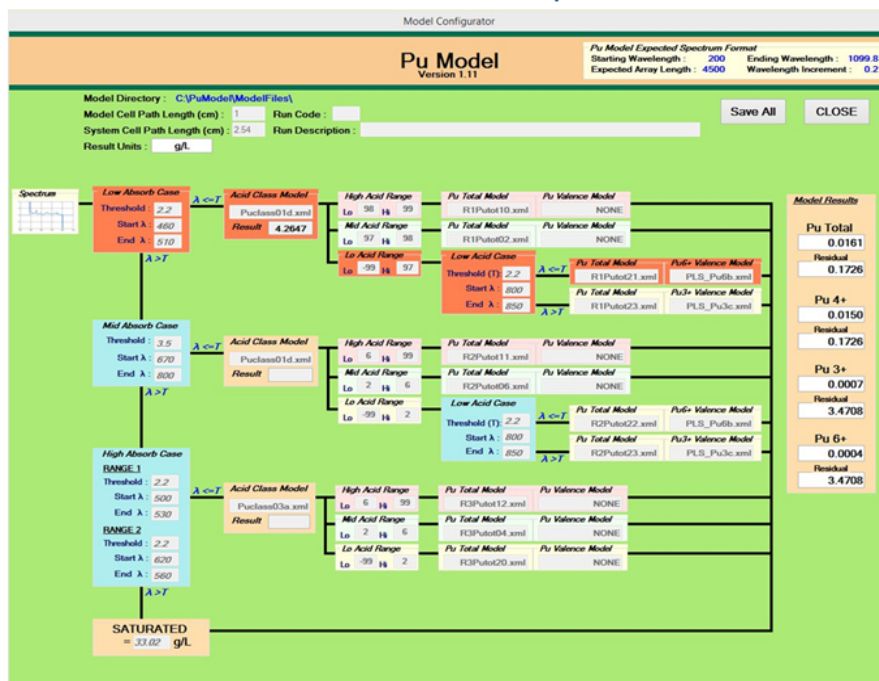 Model Configurator
Pu Model
Version 1.11
Pu Model Expected Spectrum Format
Starting Wavelength : 200 Ending Wavelength : 1099.8
Expected Array Length : 4500 Wavelength Increment : 0.2
Model Directory : C:\PuModel\ModelFiles\
Model Cell Path Length (cm) : 1 Run Code :
System Cell Path Length (cm) : 2.54 Run Description :
Result Units : g/L
Save All CLOSE
Spectrum
Low Absorb Case
Threshold : 2.2
Start λ : 460
End λ : 510
λ <=T
λ >T
Acid Class Model
Puclass01d.xml
Result 4.2647
High Acid Range
Lo 98 Hi 99
Pu Total Model Pu Valence Model
R1Putot10.xml NONE
Mid Acid Range
Lo 97 Hi 98
Pu Total Model Pu Valence Model
R1Putot02.xml NONE
Lo Acid Range
Lo -99 Hi 97
Low Acid Case
Threshold (T): 2.2
Start λ : 800
End λ : 850
λ <=T
Pu Total Model Pu6+ Valence Model
R1Putot21.xml PLS_Pu6b.xml
λ >T
Pu Total Model Pu3+ Valence Model
R1Putot23.xml PLS_Pu3c.xml
Mid Absorb Case
Threshold : 3.5
Start λ : 670
End λ : 800
λ <=T
λ >T
Acid Class Model
Puclass01d.xml
Result
High Acid Range
Lo 6 Hi 99
Pu Total Model Pu Valence Model
R2Putot11.xml NONE
Mid Acid Range
Lo 2 Hi 6
Pu Total Model Pu Valence Model
R2Putot06.xml NONE
Lo Acid Range
Lo -99 Hi 2
Low Acid Case
Threshold (T): 2.2
Start λ : 800
End λ : 850
λ <=T
Pu Total Model Pu6+ Valence Model
R2Putot22.xml PLS_Pu6b.xml
λ >T
Pu Total Model Pu3+ Valence Model
R2Putot23.xml PLS_Pu3c.xml
High Absorb Case
RANGE 1
Threshold : 2.2
Start λ : 500
End λ : 530
RANGE 2
Threshold : 2.2
Start λ : 620
End λ : 560
λ <=T
λ >T
Acid Class Model
Puclass03a.xml
Result
High Acid Range
Lo 6 Hi 99
Pu Total Model Pu Valence Model
R3Putot12.xml NONE
Mid Acid Range
Lo 2 Hi 6
Pu Total Model Pu Valence Model
R3Putot04.xml NONE
Lo Acid Range
Lo -99 Hi 2
Pu Total Model Pu Valence Model
R3Putot20.xml NONE
SATURATED
= 33.02 g/L
Model Results
Pu Total
0.0161
Residual
0.1726
Pu 4+
0.0150
Residual
0.1726
Pu 3+
0.0007
Residual
3.4708
Pu 6+
0.0004
Residual
3.4708